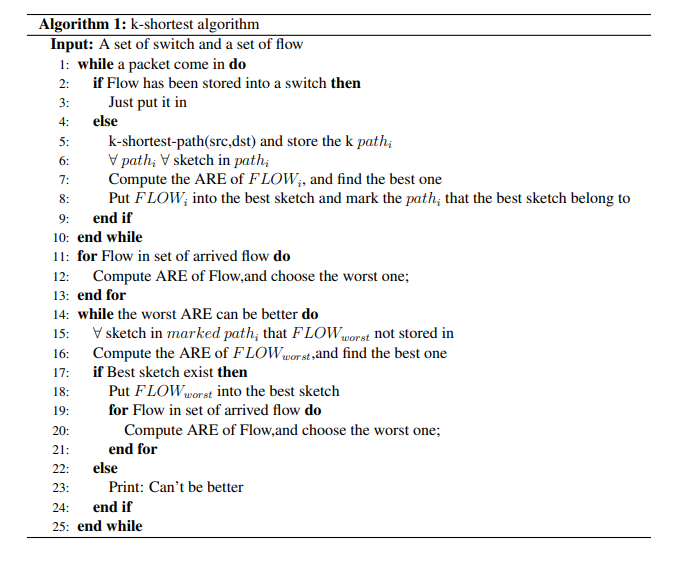 Algorithm 1: k-shortest algorithm
Input: A set of switch and a set of flow
1: while a packet come in do
2: if Flow has been stored into a switch then
3: Just put it in
4: else
5: k-shortest-path(src,dst) and store the k path_i
6: ∀ path_i ∀ sketch in path_i
7: Compute the ARE of FLOW_i, and find the best one
8: Put FLOW_i into the best sketch and mark the path_i that the best sketch belong to
9: end if
10: end while
11: for Flow in set of arrived flow do
12: Compute ARE of Flow,and choose the worst one;
13: end for
14: while the worst ARE can be better do
15: ∀ sketch in marked path_i that FLOW_worst not stored in
16: Compute the ARE of FLOW_worst,and find the best one
17: if Best sketch exist then
18: Put FLOW_worst into the best sketch
19: for Flow in set of arrived flow do
20: Compute ARE of Flow,and choose the worst one;
21: end for
22: else
23: Print: Can't be better
24: end if
25: end while